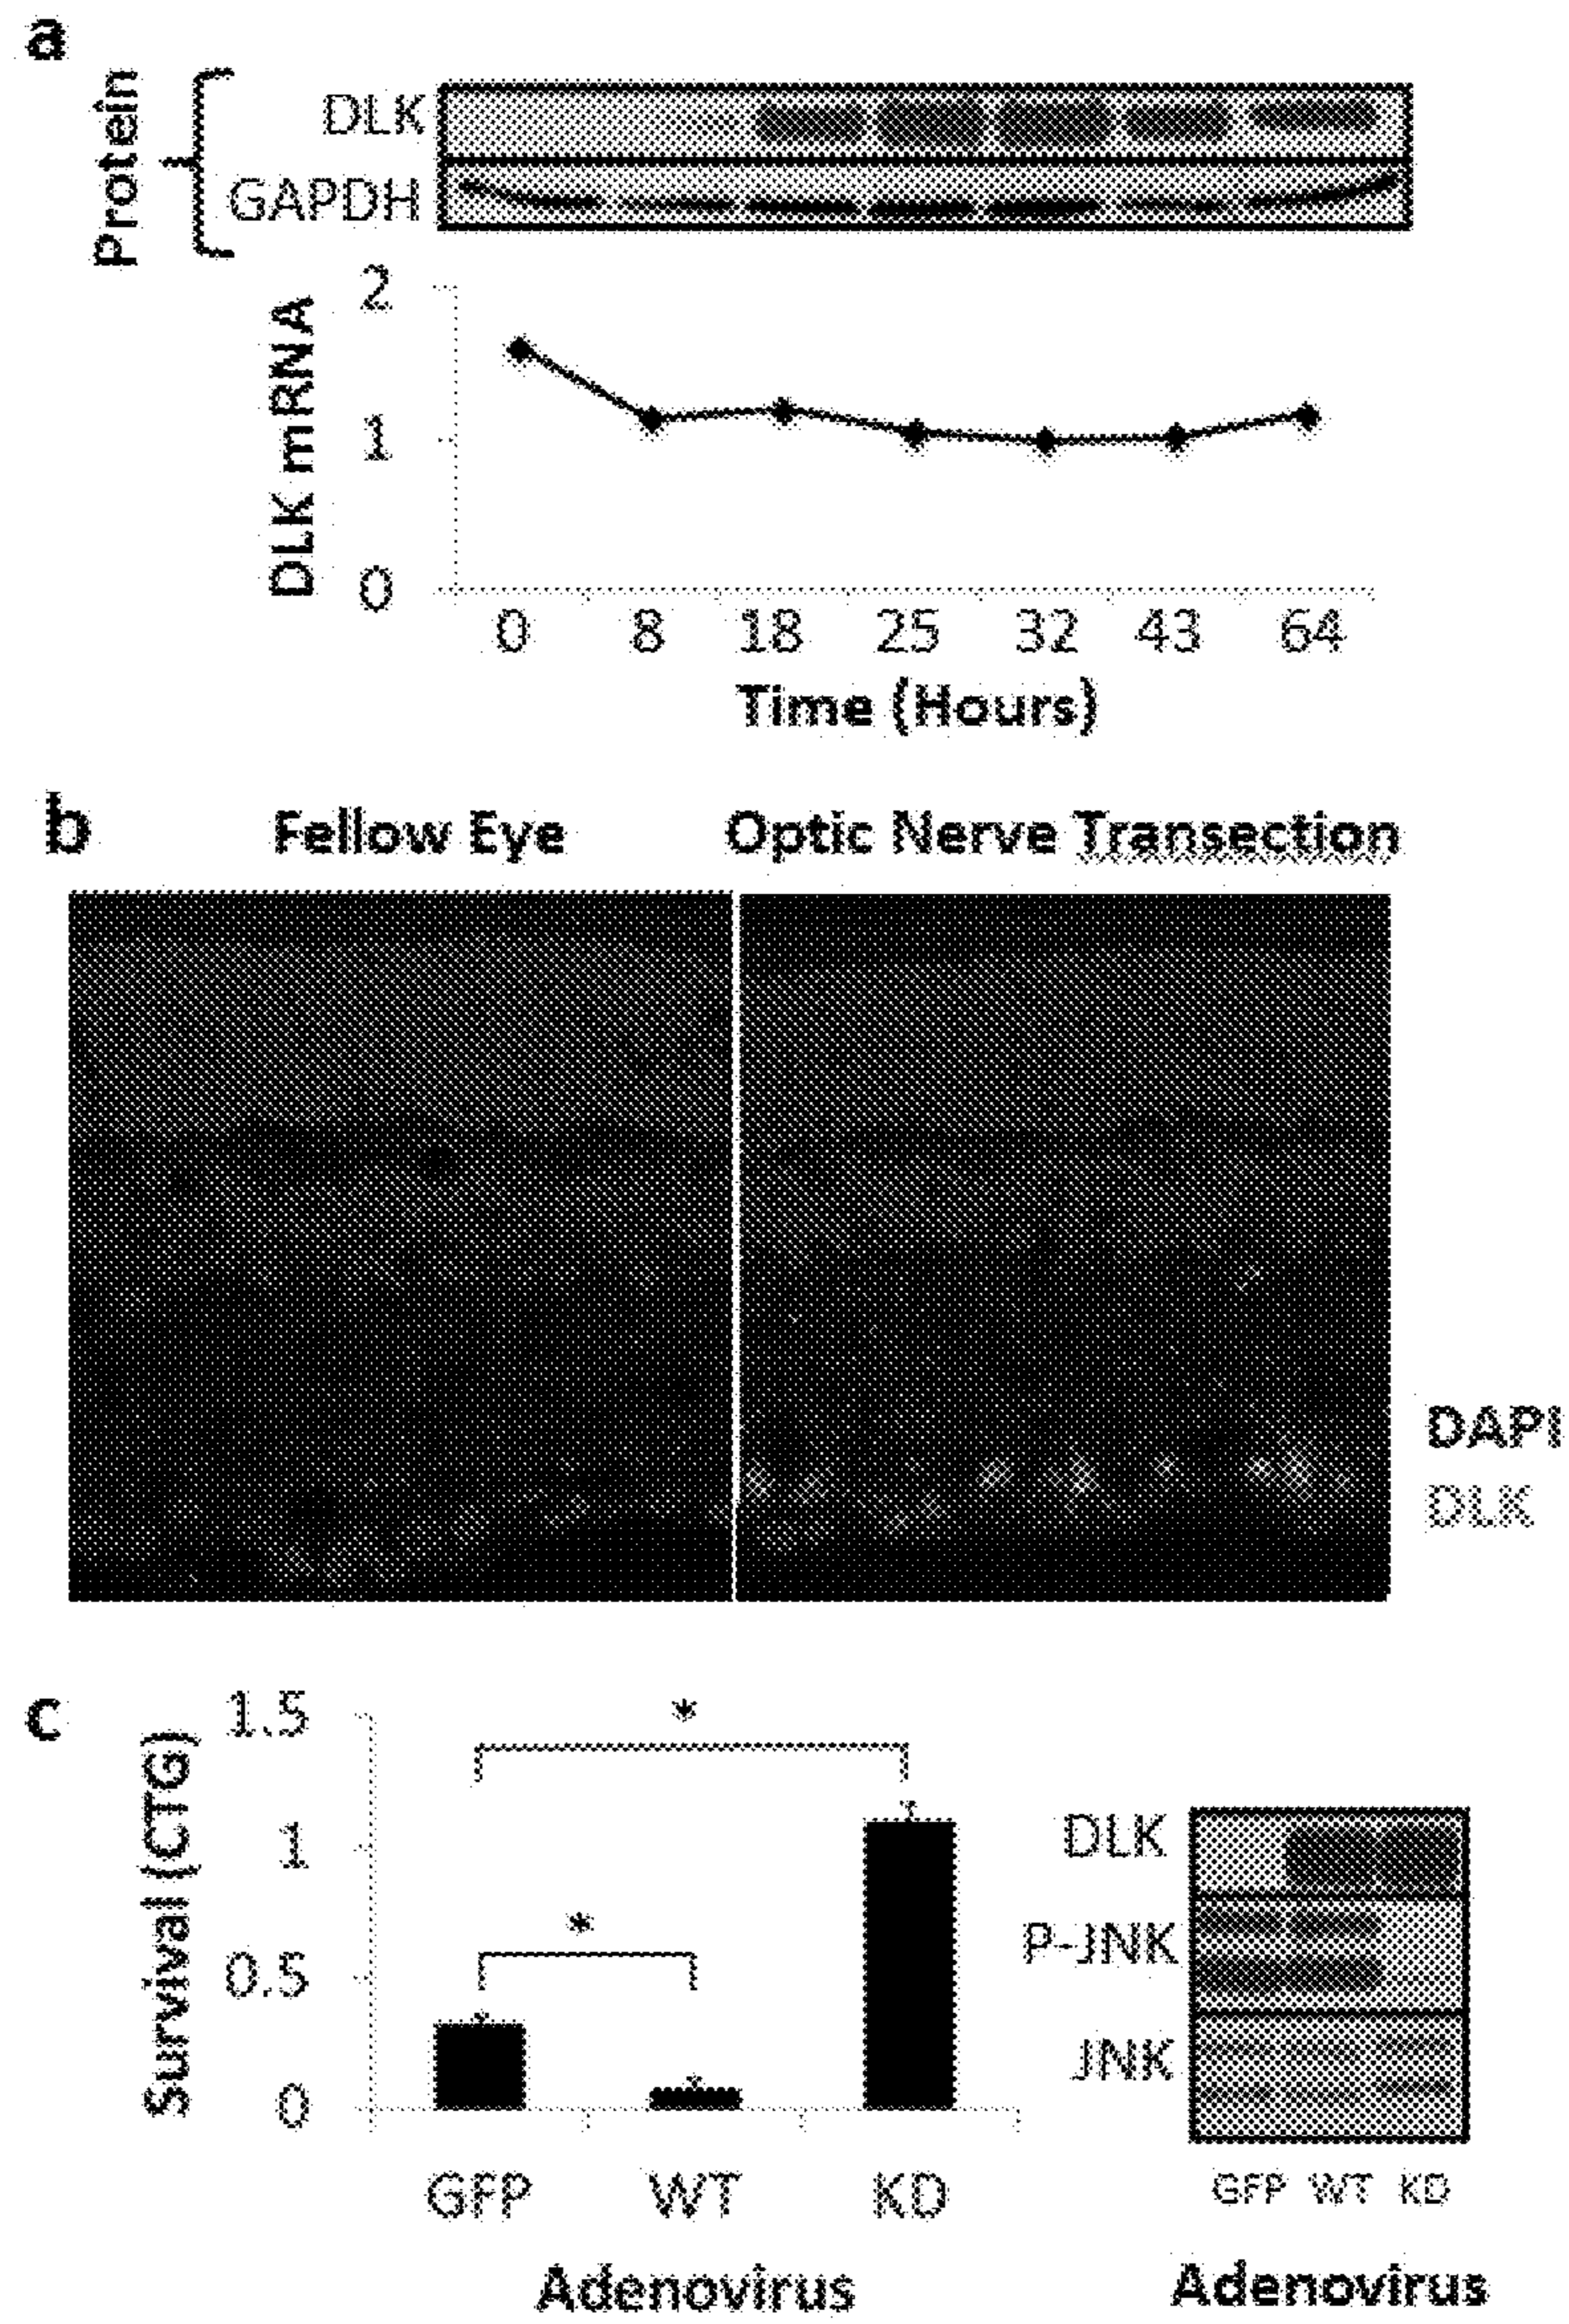 a
Protein
DLK
GAPDH
DLK mRNA
2
1
0
0 8 18 25 32 43 64
Time (Hours)
b
Fellow Eye Optic Nerve Transection
DAPI
DLK
c
Survival (CTG)
1.5
1
0.5
0
*
*
GFP WT KD
Adenovirus
DLK
P-JNK
JNK
GFP WT KD
Adenovirus